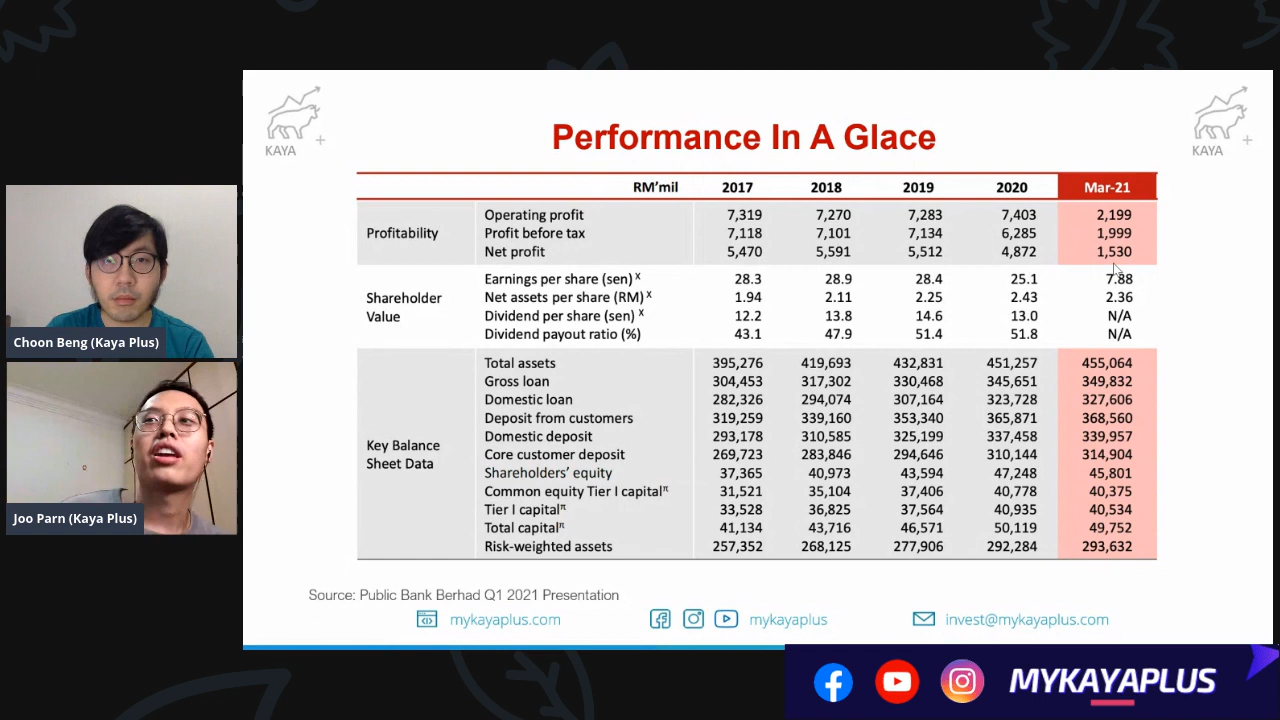 KAYA
KAYA
Performance In A Glace
RM'mil 2017 2018 2019 2020 Mar-21
Profitability
Operating profit 7,319 7,270 7,283 7,403 2,199
Profit before tax 7,118 7,101 7,134 6,285 1,999
Net profit 5,470 5,591 5,512 4,872 1,530
Shareholder Value
Earnings per share (sen) x 28.3 28.9 28.4 25.1 7.88
Net assets per share (RM) x 1.94 2.11 2.25 2.43 2.36
Dividend per share (sen) x 12.2 13.8 14.6 13.0 N/A
Dividend payout ratio (%) 43.1 47.9 51.4 51.8 N/A
Key Balance Sheet Data
Total assets 395,276 419,693 432,831 451,257 455,064
Gross loan 304,453 317,302 330,468 345,651 349,832
Domestic loan 282,326 294,074 307,164 323,728 327,606
Deposit from customers 319,259 339,160 353,340 365,871 368,560
Domestic deposit 293,178 310,585 325,199 337,458 339,957
Core customer deposit 269,723 283,846 294,646 310,144 314,904
Shareholders' equity 37,365 40,973 43,594 47,248 45,801
Common equity Tier I capitalπ 31,521 35,104 37,406 40,778 40,375
Tier I capitalπ 33,528 36,825 37,564 40,935 40,534
Total capitalπ 41,134 43,716 46,571 50,119 49,752
Risk-weighted assets 257,352 268,125 277,906 292,284 293,632
Source: Public Bank Berhad Q1 2021 Presentation
mykayaplus.com mykayaplus invest@mykayaplus.com
Choon Beng (Kaya Plus)
Joo Parn (Kaya Plus)
MYKAYAPLUS